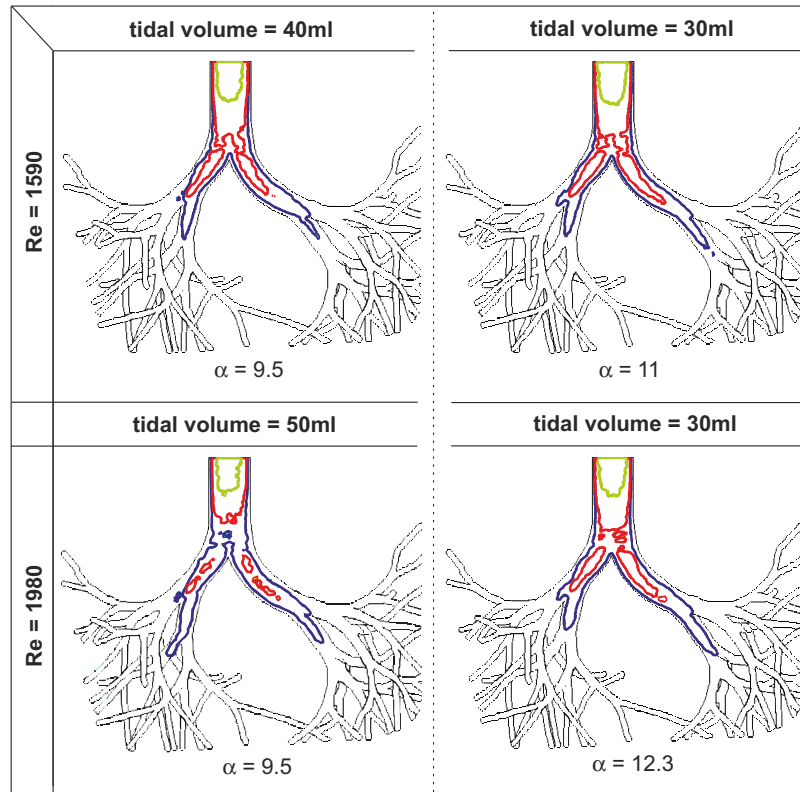 tidal volume = 40ml
tidal volume = 30ml
Re = 1590
α = 9.5
α = 11
tidal volume = 50ml
tidal volume = 30ml
Re = 1980
α = 9.5
α = 12.3